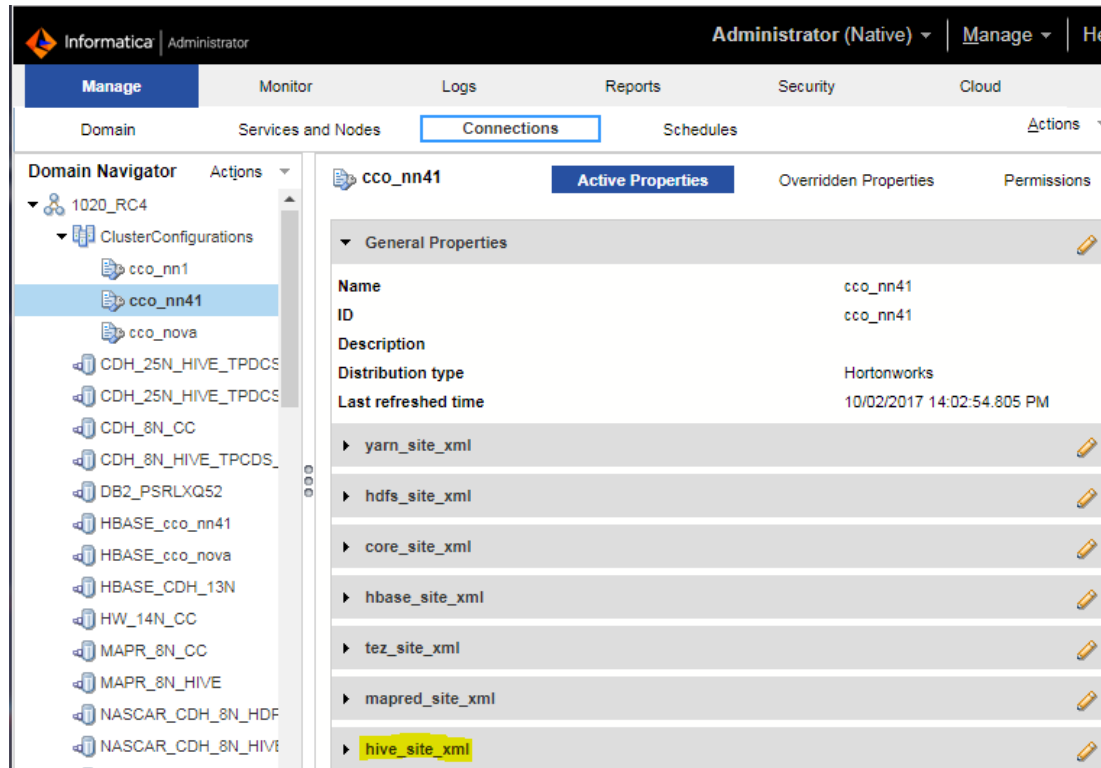 Informatica | Administrator
Administrator (Native) Manage He
Manage Monitor Logs Reports Security Cloud
Domain Services and Nodes Connections Schedules Actions
Domain Navigator Actions
1020_RC4
ClusterConfigurations
cco_nn1
cco_nn41
cco_nova
CDH_25N_HIVE_TPDCS
CDH_25N_HIVE_TPDCS
CDH_8N_CC
CDH_8N_HIVE_TPCDS_
DB2_PSRLXQ52
HBASE_cco_nn41
HBASE_cco_nova
HBASE_CDH_13N
HW_14N_CC
MAPR_8N_CC
MAPR_8N_HIVE
NASCAR_CDH_8N_HDF
NASCAR_CDH_8N_HIVE
cco_nn41 Active Properties Overridden Properties Permissions
General Properties
Name cco_nn41
ID cco_nn41
Description
Distribution type Hortonworks
Last refreshed time 10/02/2017 14:02:54.805 PM
yarn_site_xml
hdfs_site_xml
core_site_xml
hbase_site_xml
tez_site_xml
mapred_site_xml
hive_site_xml